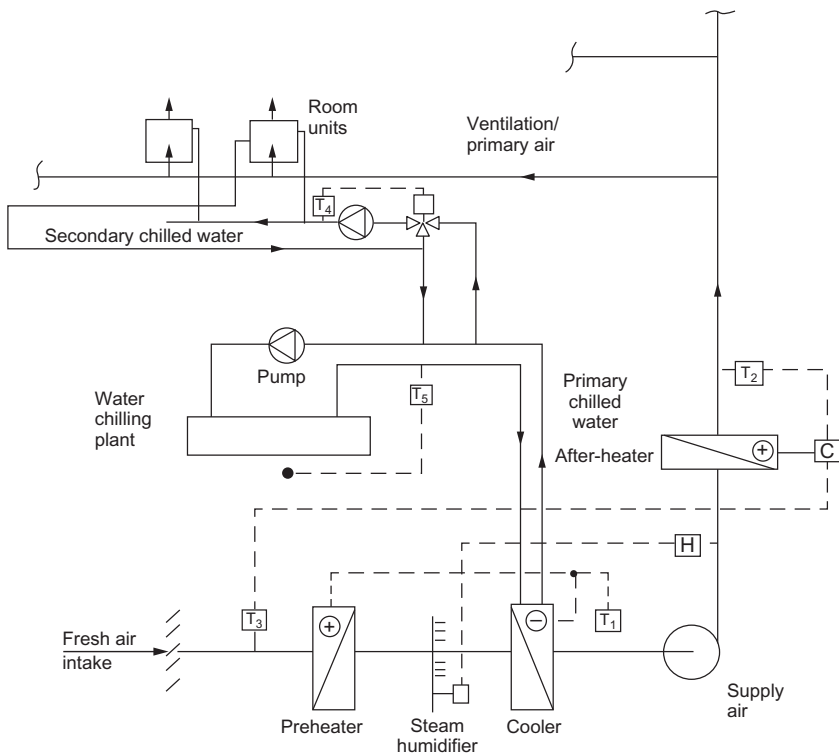 Room
units
Ventilation/
primary air
T4
Secondary chilled water
Pump
T5
Water
chilling
plant
Primary
chilled
water
T2
After-heater
C
H
T3
T1
Fresh air
intake
Preheater
Steam
humidifier
Cooler
Supply
air